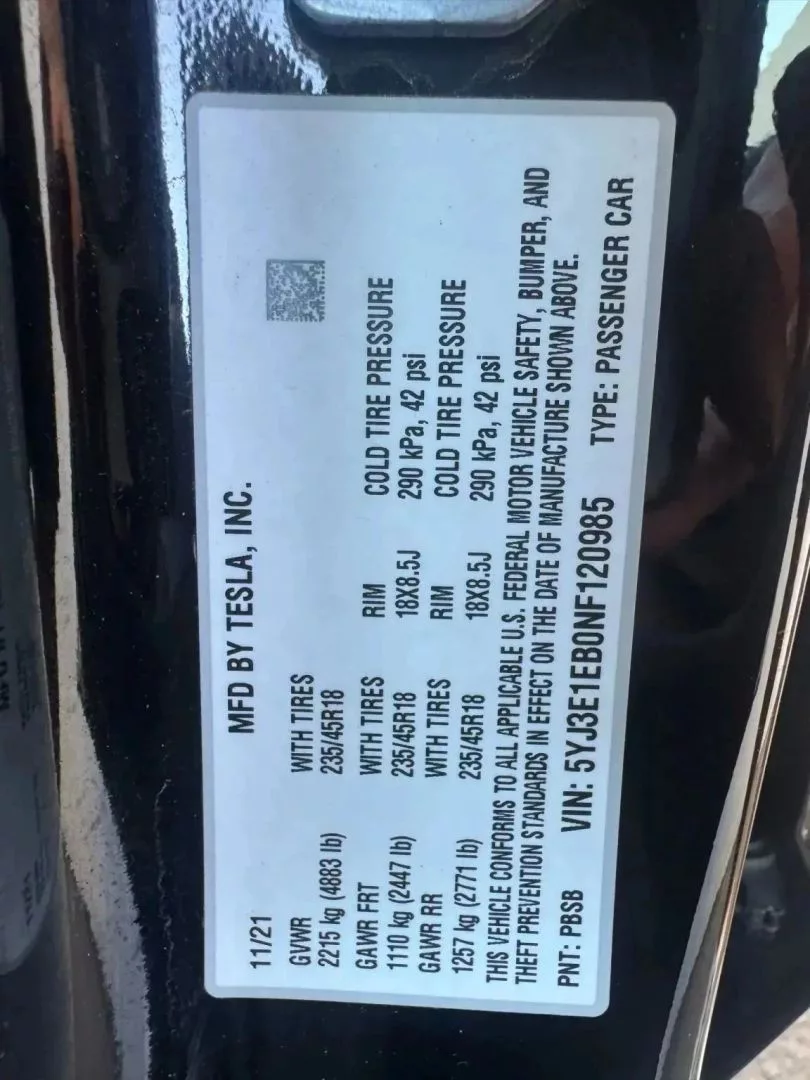 MFD BY TESLA, INC.
11/21
GVWR WITH TIRES
2215 kg (4883 lb) 235/45R18
GAWR FRT WITH TIRES RIM COLD TIRE PRESSURE
1110 kg (2447 lb) 235/45R18 18X8.5J 290 kPa, 42 psi
GAWR RR WITH TIRES RIM COLD TIRE PRESSURE
1257 kg (2771 lb) 235/45R18 18X8.5J 290 kPa, 42 psi
THIS VEHICLE CONFORMS TO ALL APPLICABLE U.S. FEDERAL MOTOR VEHICLE SAFETY, BUMPER, AND
THEFT PREVENTION STANDARDS IN EFFECT ON THE DATE OF MANUFACTURE SHOWN ABOVE.
PNT: PBSB VIN: 5YJ3E1EB0NF120985 TYPE: PASSENGER CAR